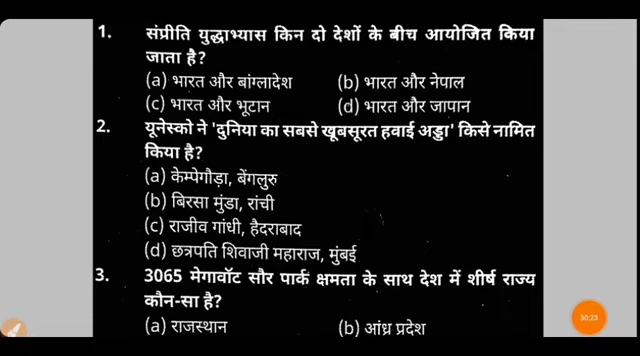 1. संप्रीति युद्धाभ्यास किन दो देशों के बीच आयोजित किया
जाता है?
(a) भारत और बांग्लादेश (b) भारत और नेपाल
(c) भारत और भूटान (d) भारत और जापान
2. यूनेस्को ने 'दुनिया का सबसे खूबसूरत हवाई अड्डा' किसे नामित
किया है?
(a) केम्पेगौड़ा, बेंगलुरु
(b) बिरसा मुंडा, रांची
(c) राजीव गांधी, हैदराबाद
(d) छत्रपति शिवाजी महाराज, मुंबई
3. 3065 मेगावॉट सौर पार्क क्षमता के साथ देश में शीर्ष राज्य
कौन-सा है?
30:23
(a) राजस्थान (b) आंध्र प्रदेश